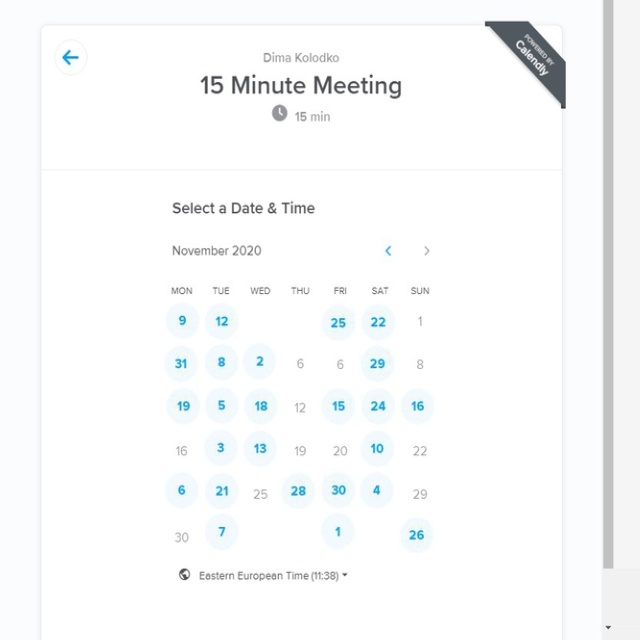 POWERED BY
Calendly
Dima Kolodko
15 Minute Meeting
15 min
Select a Date & Time
November 2020
MON TUE WED THU FRI SAT SUN
9 12 25 22 1
31 8 2 6 6 29 8
19 5 18 12 15 24 16
16 3 13 19 20 10 22
6 21 25 28 30 4 29
30 7 1 26
Eastern European Time (11:38)